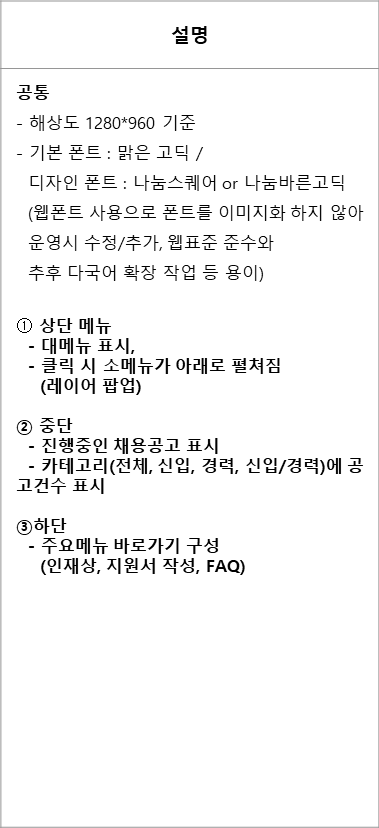 설명
공통
- 해상도 1280*960 기준
- 기본 폰트 : 맑은 고딕 /
디자인 폰트 : 나눔스퀘어 or 나눔바른고딕
(웹폰트 사용으로 폰트를 이미지화 하지 않아
운영시 수정/추가, 웹표준 준수와
추후 다국어 확장 작업 등 용이)
① 상단 메뉴
- 대메뉴 표시,
- 클릭 시 소메뉴가 아래로 펼쳐짐
(레이어 팝업)
② 중단
- 진행중인 채용공고 표시
- 카테고리(전체, 신입, 경력, 신입/경력)에 공
고건수 표시
③하단
- 주요메뉴 바로가기 구성
(인재상, 지원서 작성, FAQ)